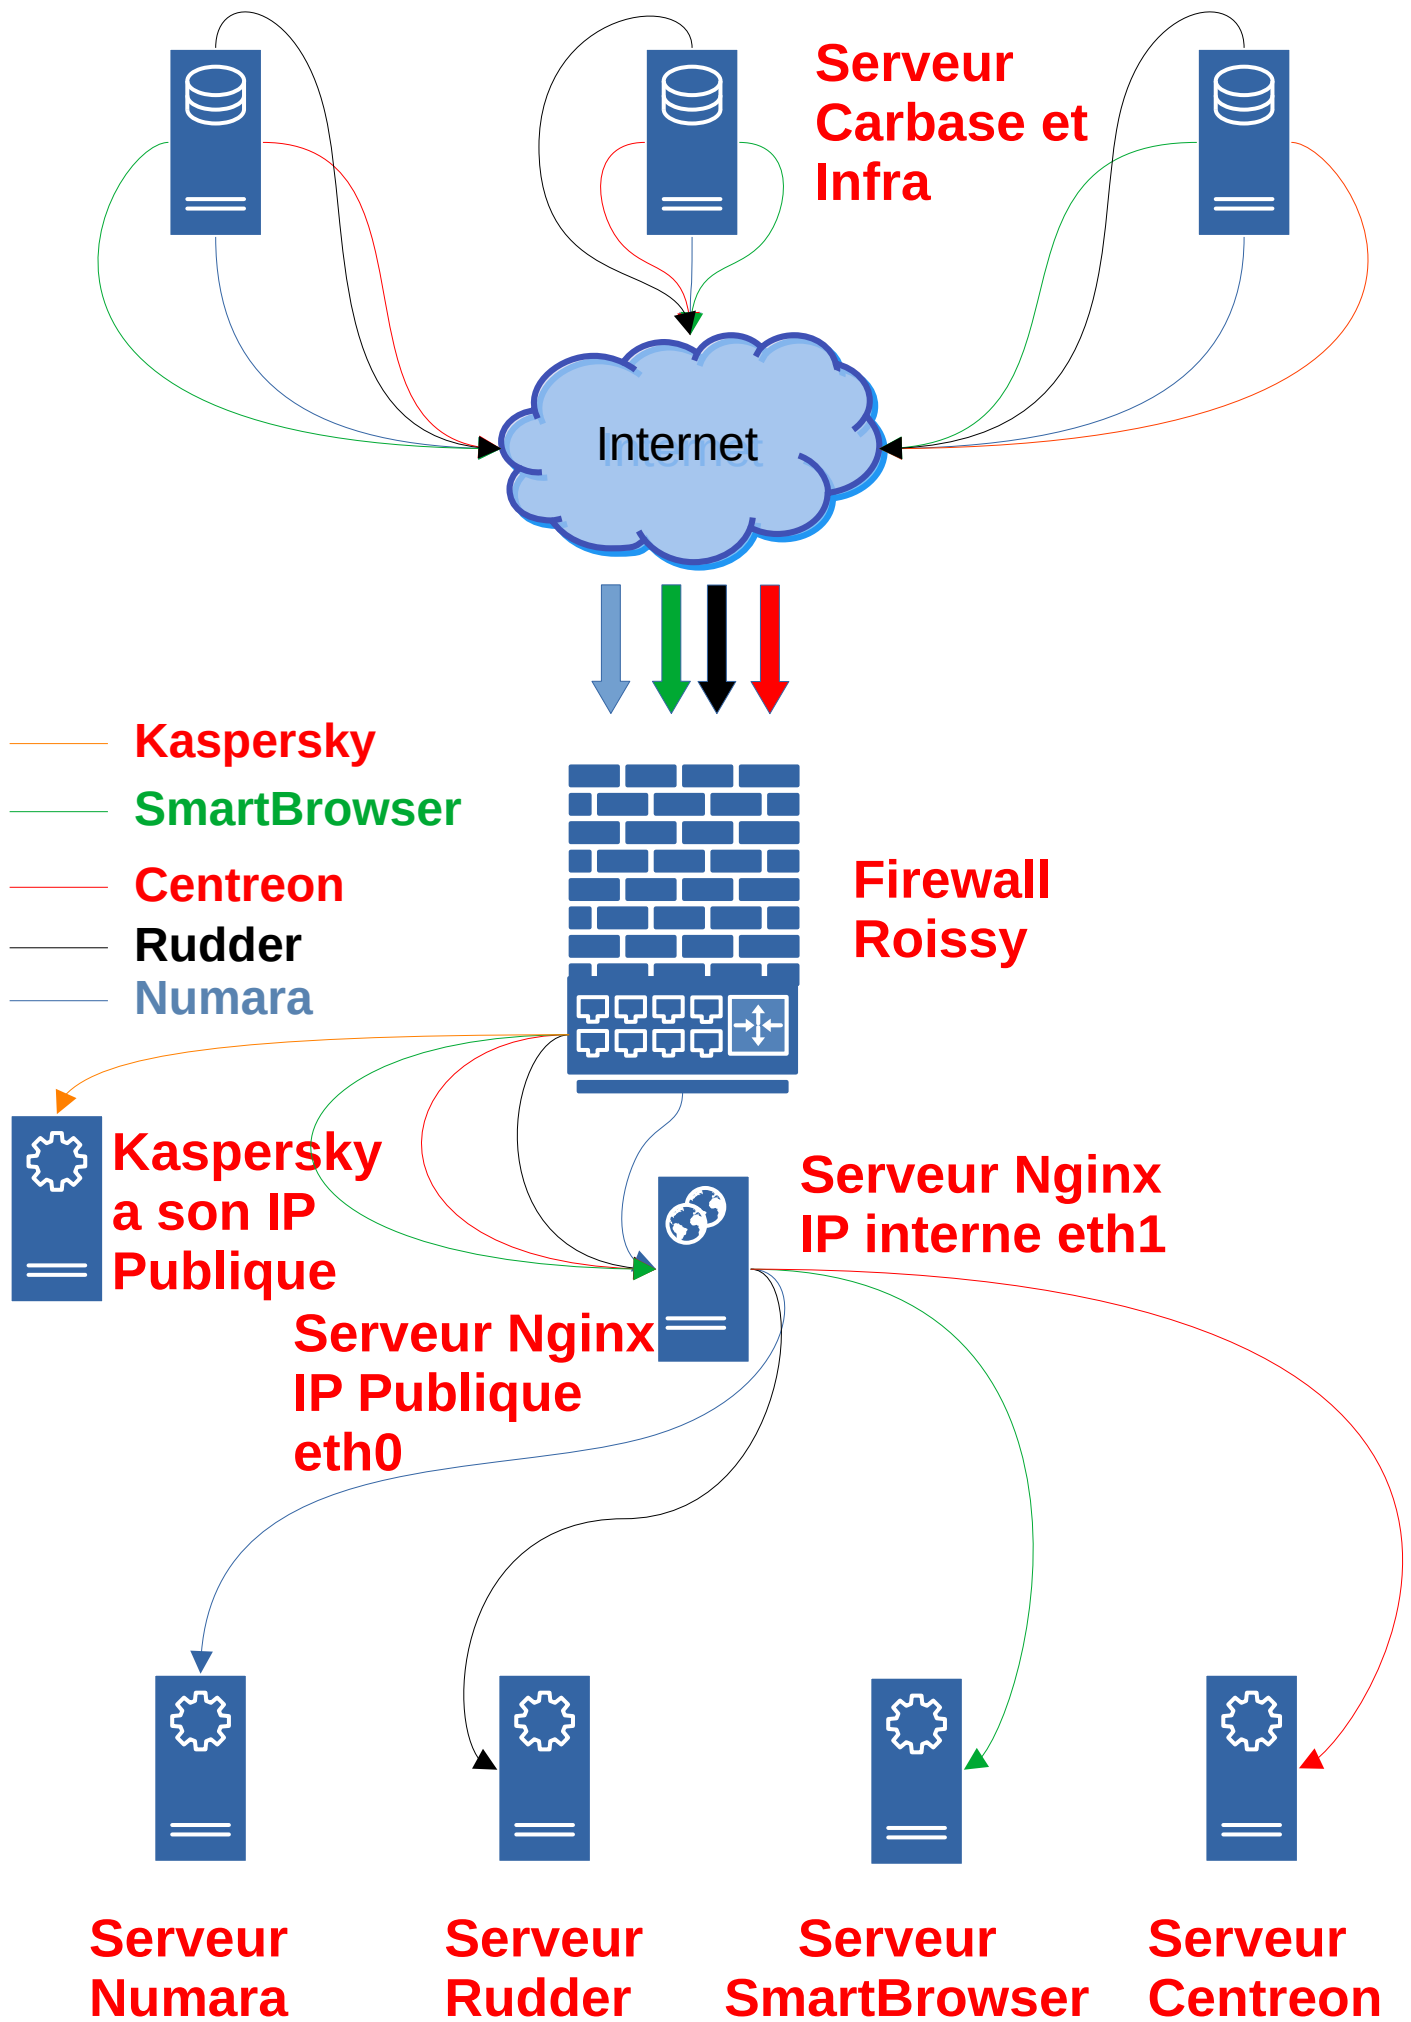 Serveur
Carbase et
Infra
Internet
Kaspersky
SmartBrowser
Centreon
Rudder
Numara
Firewall
Roissy
Kaspersky
a son IP
Publique
Serveur Nginx
IP interne eth1
Serveur Nginx
IP Publique
eth0
Serveur
Numara
Serveur
Rudder
Serveur
SmartBrowser
Serveur
Centreon